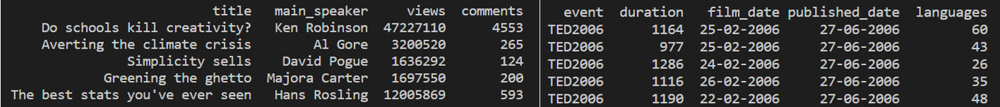 title main_speaker views comments
Do schools kill creativity? Ken Robinson 47227110 4553
Averting the climate crisis Al Gore 3200520 265
Simplicity sells David Pogue 1636292 124
Greening the ghetto Majora Carter 1697550 200
The best stats you've ever seen Hans Rosling 12005869 593
event duration film_date published_date languages
TED2006 1164 25-02-2006 27-06-2006 60
TED2006 977 25-02-2006 27-06-2006 43
TED2006 1286 24-02-2006 27-06-2006 26
TED2006 1116 26-02-2006 27-06-2006 35
TED2006 1190 22-02-2006 27-06-2006 48